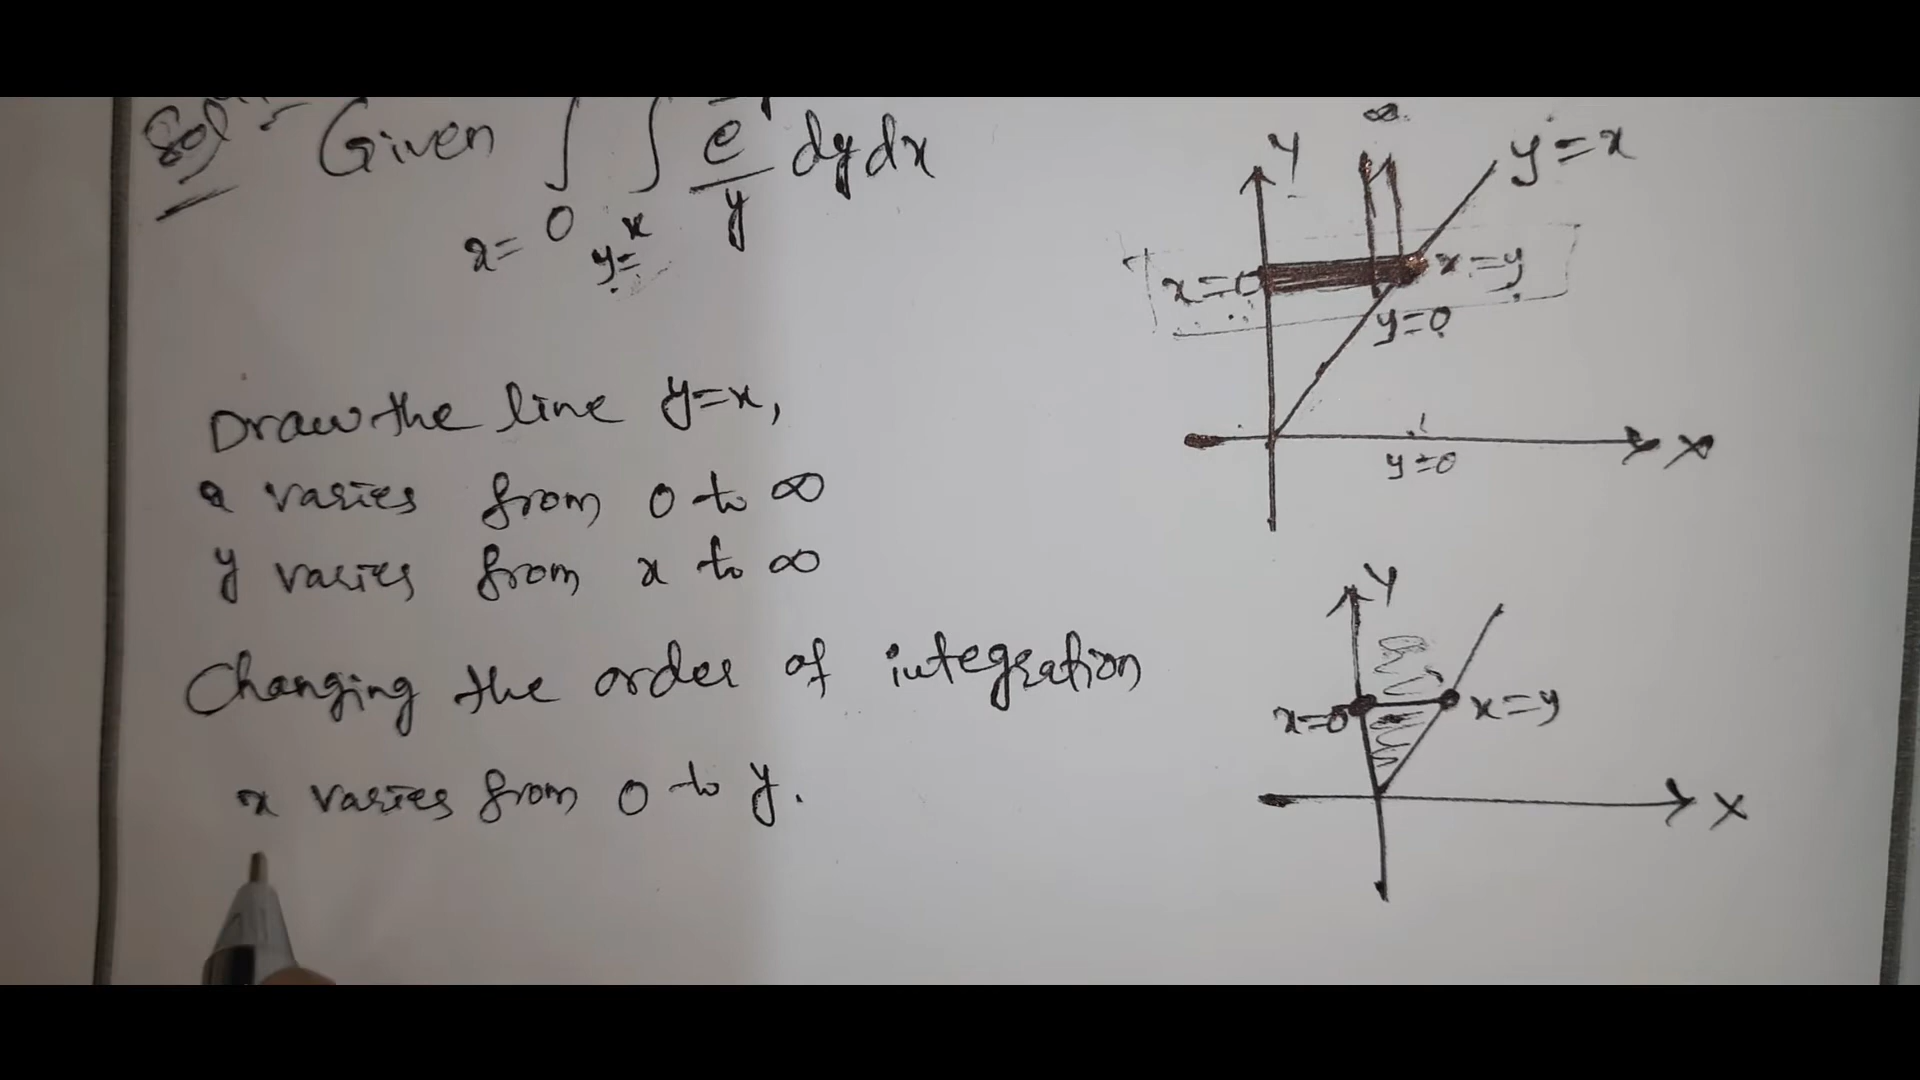 Soln:- Given ∫ ∫ e^-y/y dy dx
x= 0 y= x
Draw the line y=x,
x varies from 0 to ∞
y varies from x to ∞
Changing the order of integration
x varies from 0 to y.
∞
Y
y=x
x=0
x=y
y=0
X
y=0
Y
x=0
x=y
X